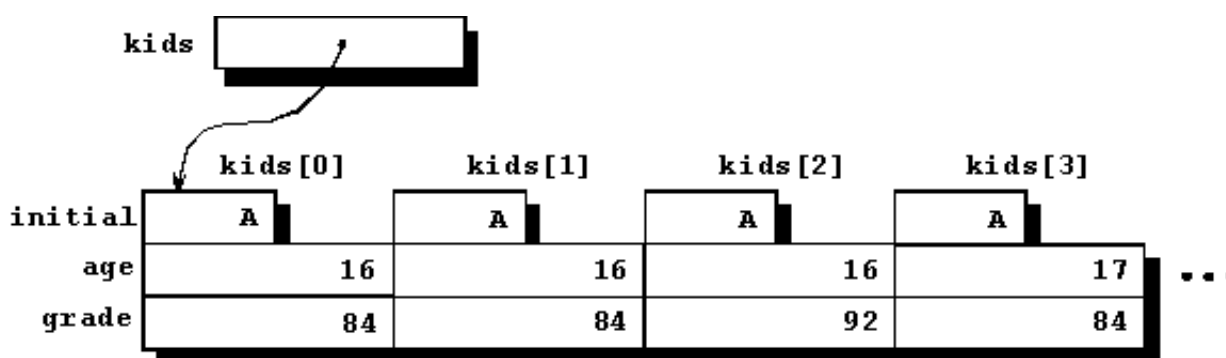 kids
kids[0] kids[1] kids[2] kids[3]
initial A A A A
age 16 16 16 17 ...
grade 84 84 92 84